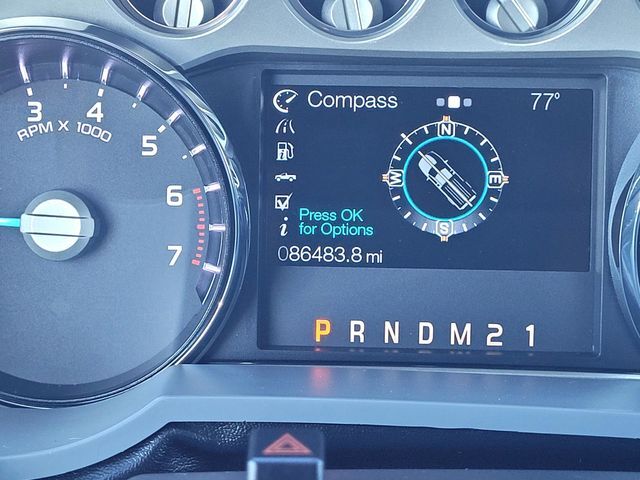 Compass 77°
N
W E
S
Press OK
for Options
i
086483.8 mi
P R N D M 2 1
3 4 5 6 7
RPM X 1000